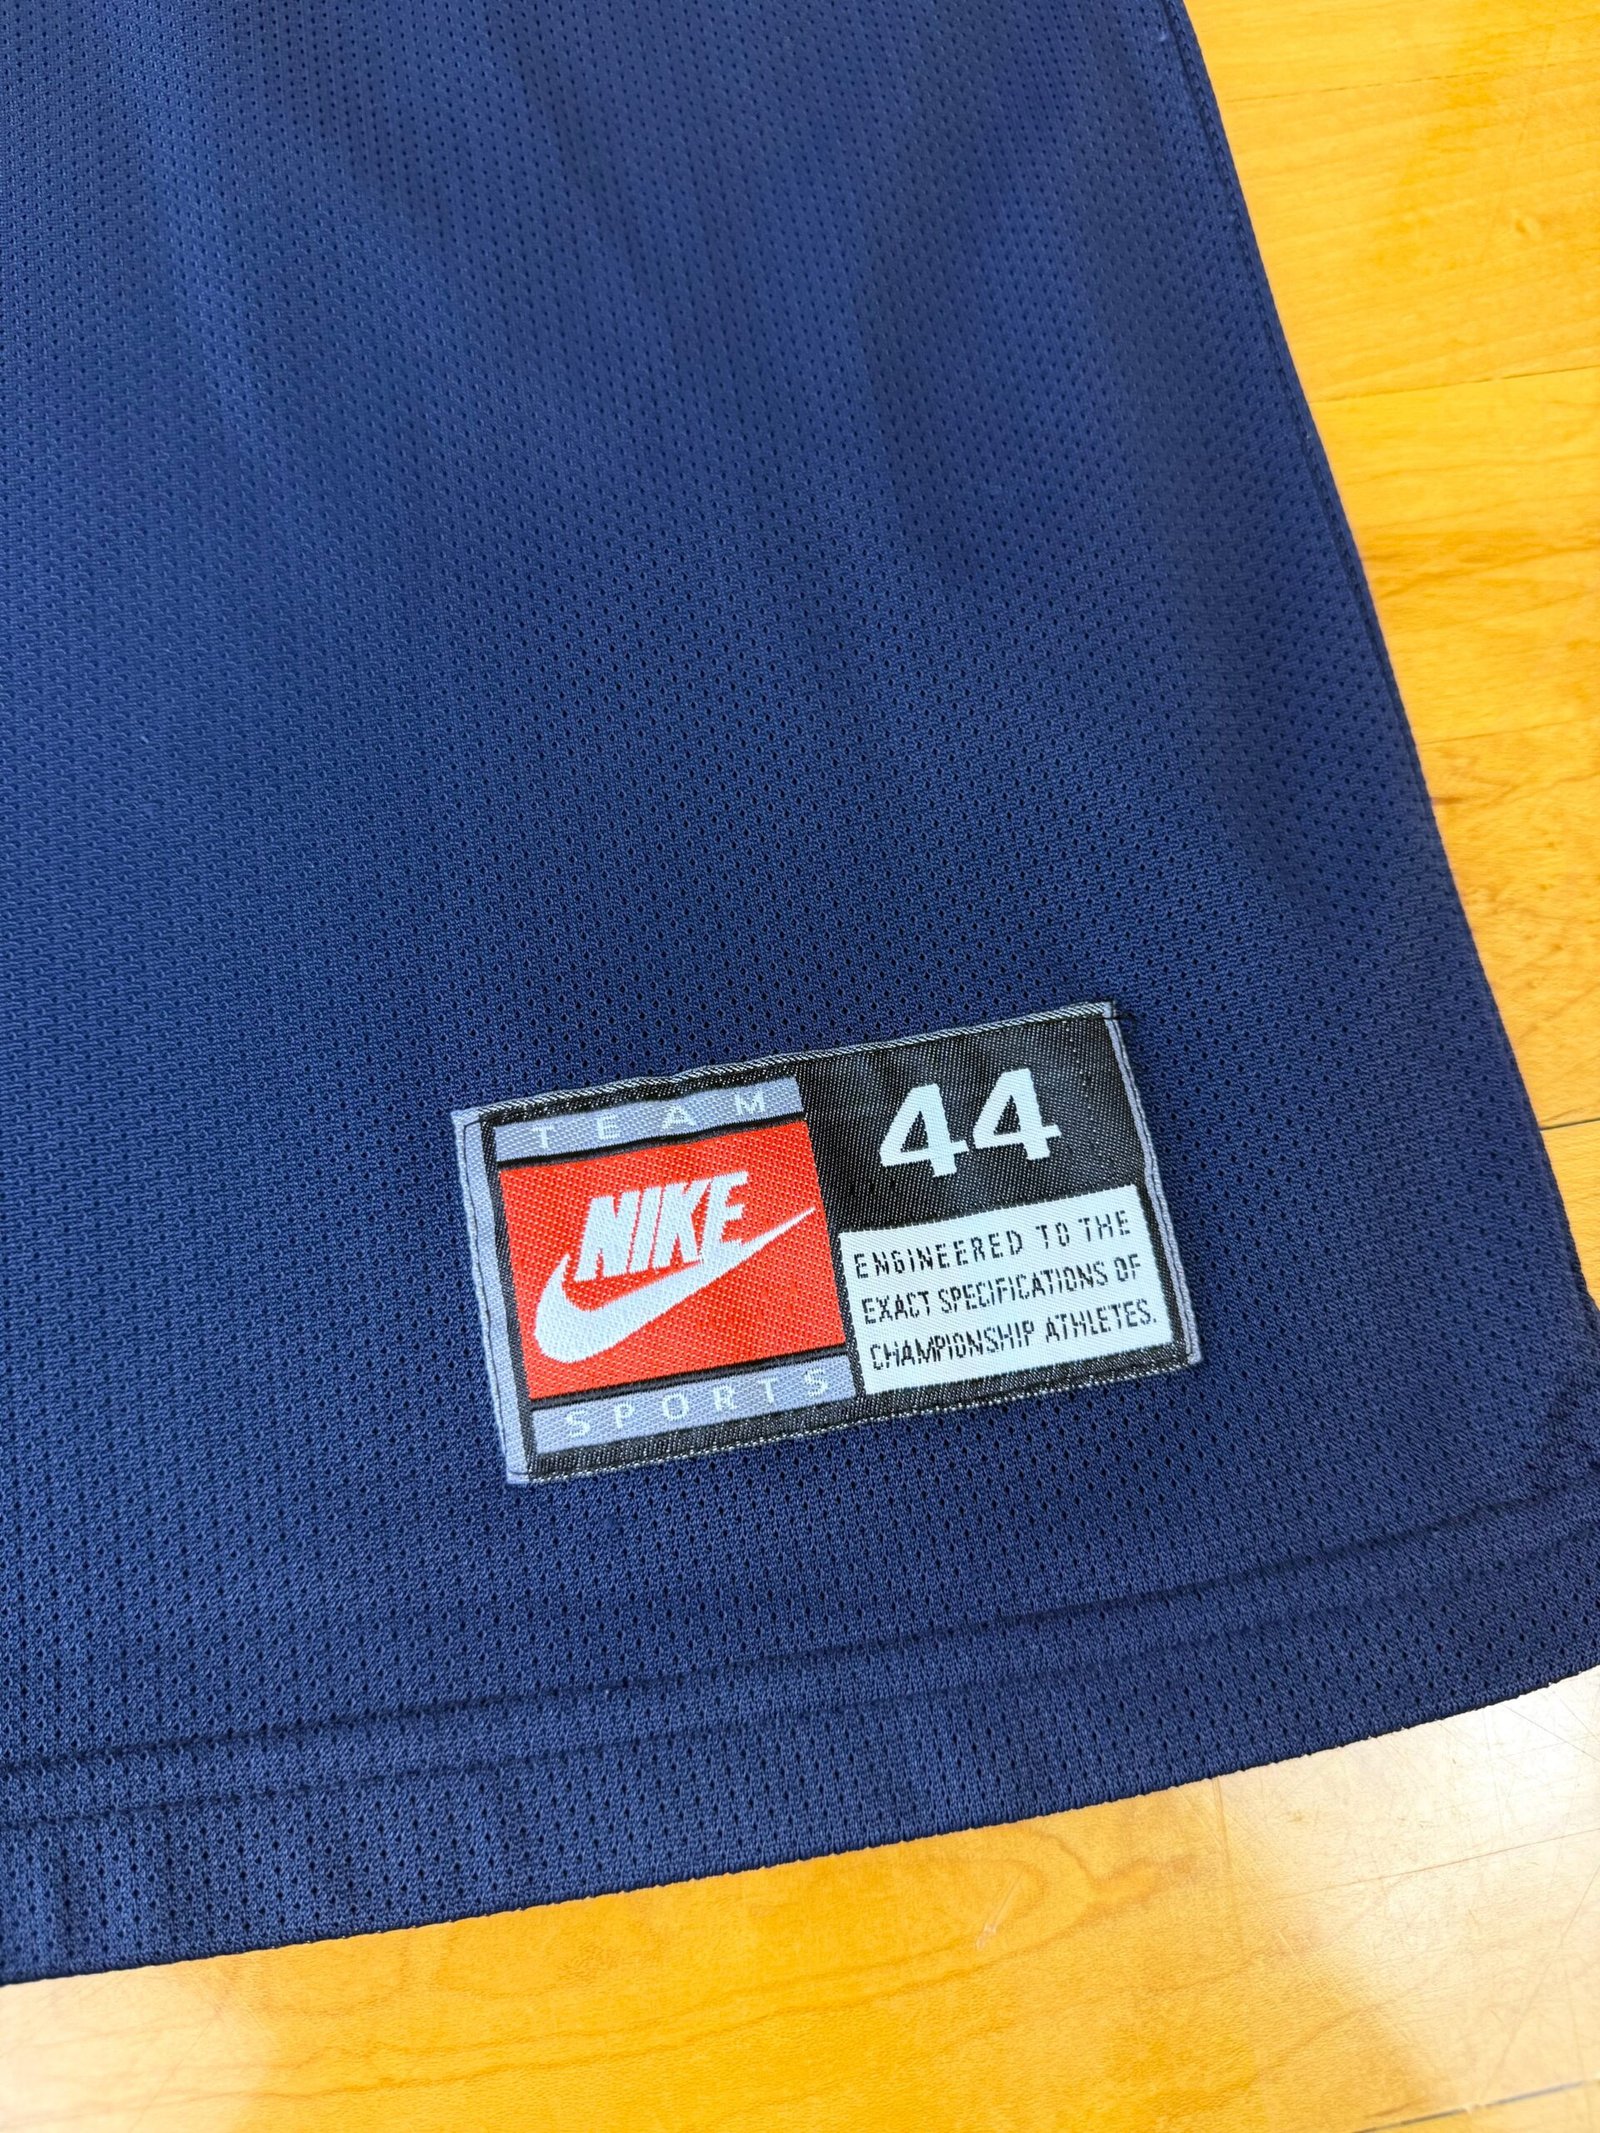 TEAM
NIKE
SPORTS
44
ENGINEERED TO THE
EXACT SPECIFICATIONS OF
CHAMPIONSHIP ATHLETES.